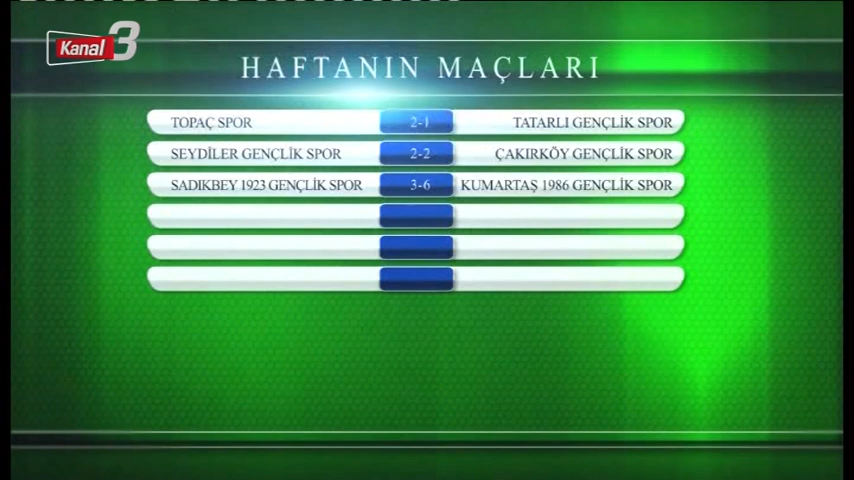 Kanal 3
HAFTANIN MAÇLARI
TOPAÇ SPOR 2-1 TATARLI GENÇLİK SPOR
SEYDİLER GENÇLİK SPOR 2-2 ÇAKIRKÖY GENÇLİK SPOR
SADIKBEY 1923 GENÇLİK SPOR 3-6 KUMARTAŞ 1986 GENÇLİK SPOR